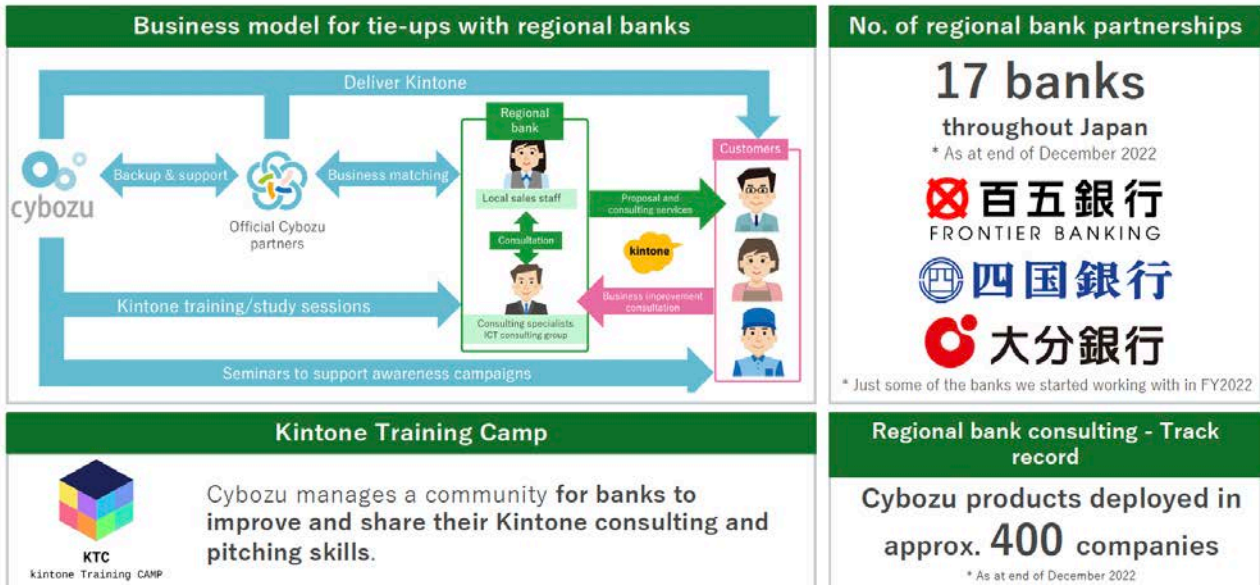 Business model for tie-ups with regional banks
Deliver Kintone
cybozu
Backup & support
Official Cybozu
partners
Business matching
Regional
bank
Local sales staff
Consultation
Consulting specialists
ICT consulting group
Proposal and
consulting services
kintone
Business improvement
consultation
Customers
Kintone training/study sessions
Seminars to support awareness campaigns
No. of regional bank partnerships
17 banks
throughout Japan
* As at end of December 2022
百五銀行
FRONTIER BANKING
四 四国銀行
大分銀行
* Just some of the banks we started working with in FY2022
Kintone Training Camp
KTC
kintone Training CAMP
Cybozu manages a community for banks to
improve and share their Kintone consulting and
pitching skills.
Regional bank consulting - Track
record
Cybozu products deployed in
approx. 400 companies
* As at end of December 2022